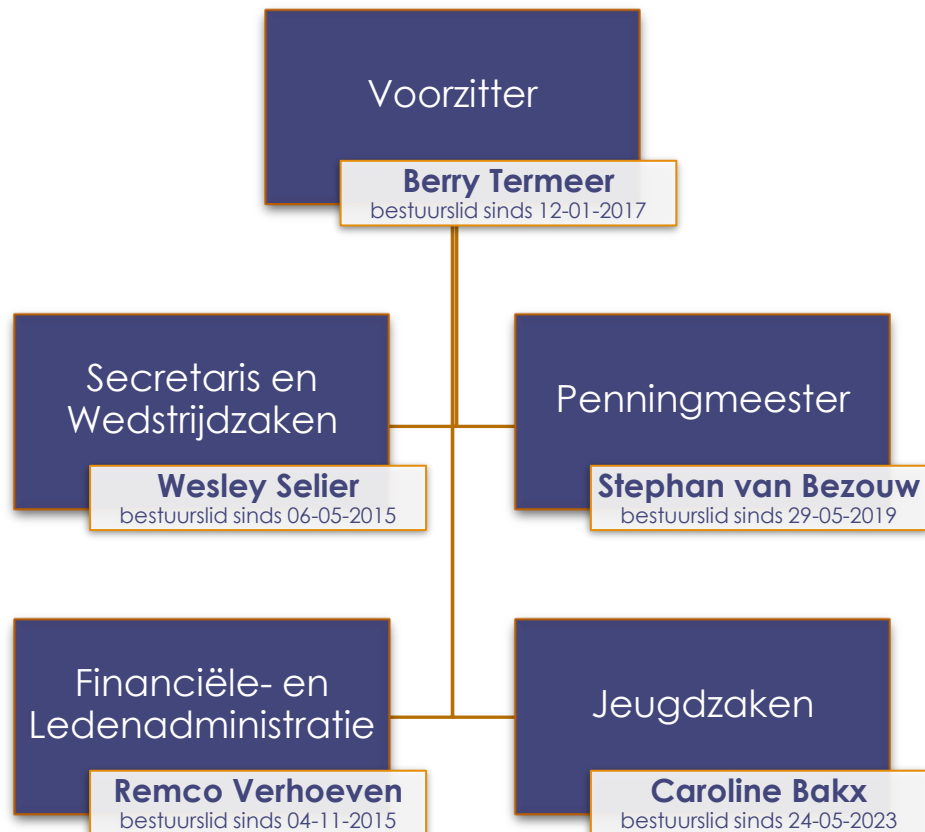 Voorzitter
Berry Termeer
bestuurslid sinds 12-01-2017
Secretaris en
Wedstrijdzaken
Wesley Selier
bestuurslid sinds 06-05-2015
Penningmeester
Stephan van Bezouw
bestuurslid sinds 29-05-2019
Financiële- en
Ledenadministratie
Remco Verhoeven
bestuurslid sinds 04-11-2015
Jeugdzaken
Caroline Bakx
bestuurslid sinds 24-05-2023